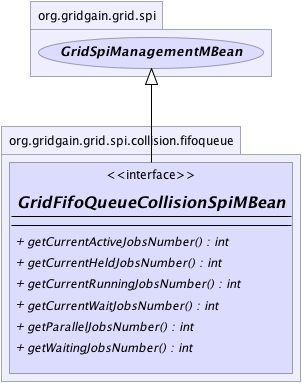 org.gridgain.grid.spi
GridSpiManagementMBean
org.gridgain.grid.spi.collision.fifoqueue
<<interface>>
GridFifoQueueCollisionSpiMBean
+ getCurrentActiveJobsNumber() : int
+ getCurrentHeldJobsNumber() : int
+ getCurrentRunningJobsNumber() : int
+ getCurrentWaitJobsNumber() : int
+ getParallelJobsNumber() : int
+ getWaitingJobsNumber() : int